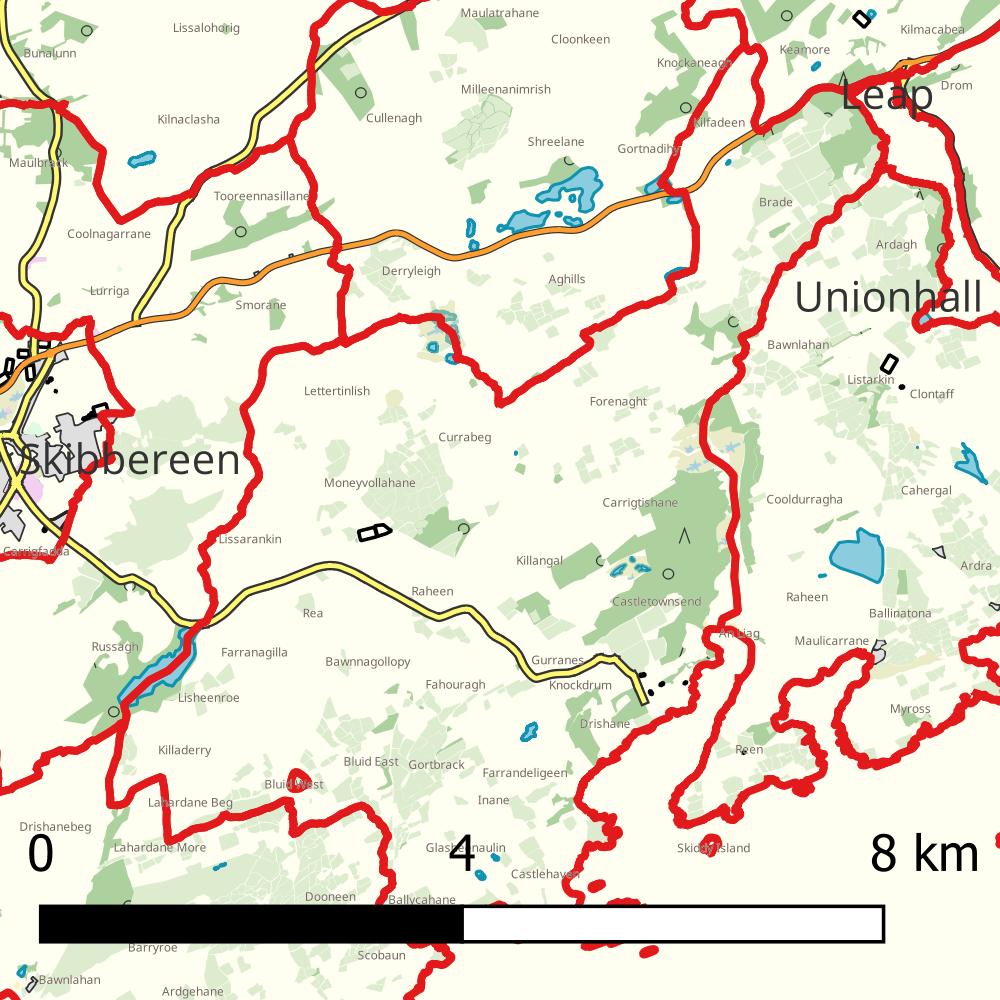 Maulatrahane
Lissalohorig
Kilmacabea
Cloonkeen
Bunalunn
Keamore
Knockaneagh
Milleenanimrish
Drom
Leap
Kilnaclasha
Cullenagh
Kilfadeen
Shreelane
Gortnadihy
Maulbrack
Tooreennasillane
Brade
Coolnagarrane
Ardagh
Derryleigh
Aghills
Lurriga
Unionhall
Smorane
Bawnlahan
Listarkin
Lettertinlish
Clontaff
Forenaght
Currabeg
Skibbereen
Moneyvollahane
Cahergal
Carrigtishane
Cooldurragha
Lissarankin
Carrigfadda
Killangal
Ardra
Raheen
Raheen
Castletownsend
Rea
Ballinatona
An Liag
Maulicarrane
Russagh
Farranagilla
Bawnnagollopy
Gurranes
Fahouragh
Knockdrum
Lisheenroe
Myross
Drishane
Killaderry
Reen
Bluid East
Gortbrack
Farrandeligeen
Bluid West
Inane
Lahardane Beg
Drishanebeg
Lahardane More
Glashenaulin
Skiddy Island
0 4 8 km
Castlehaven
Dooneen
Ballycahane
Barryroe
Scobaun
Bawnlahan
Ardgehane